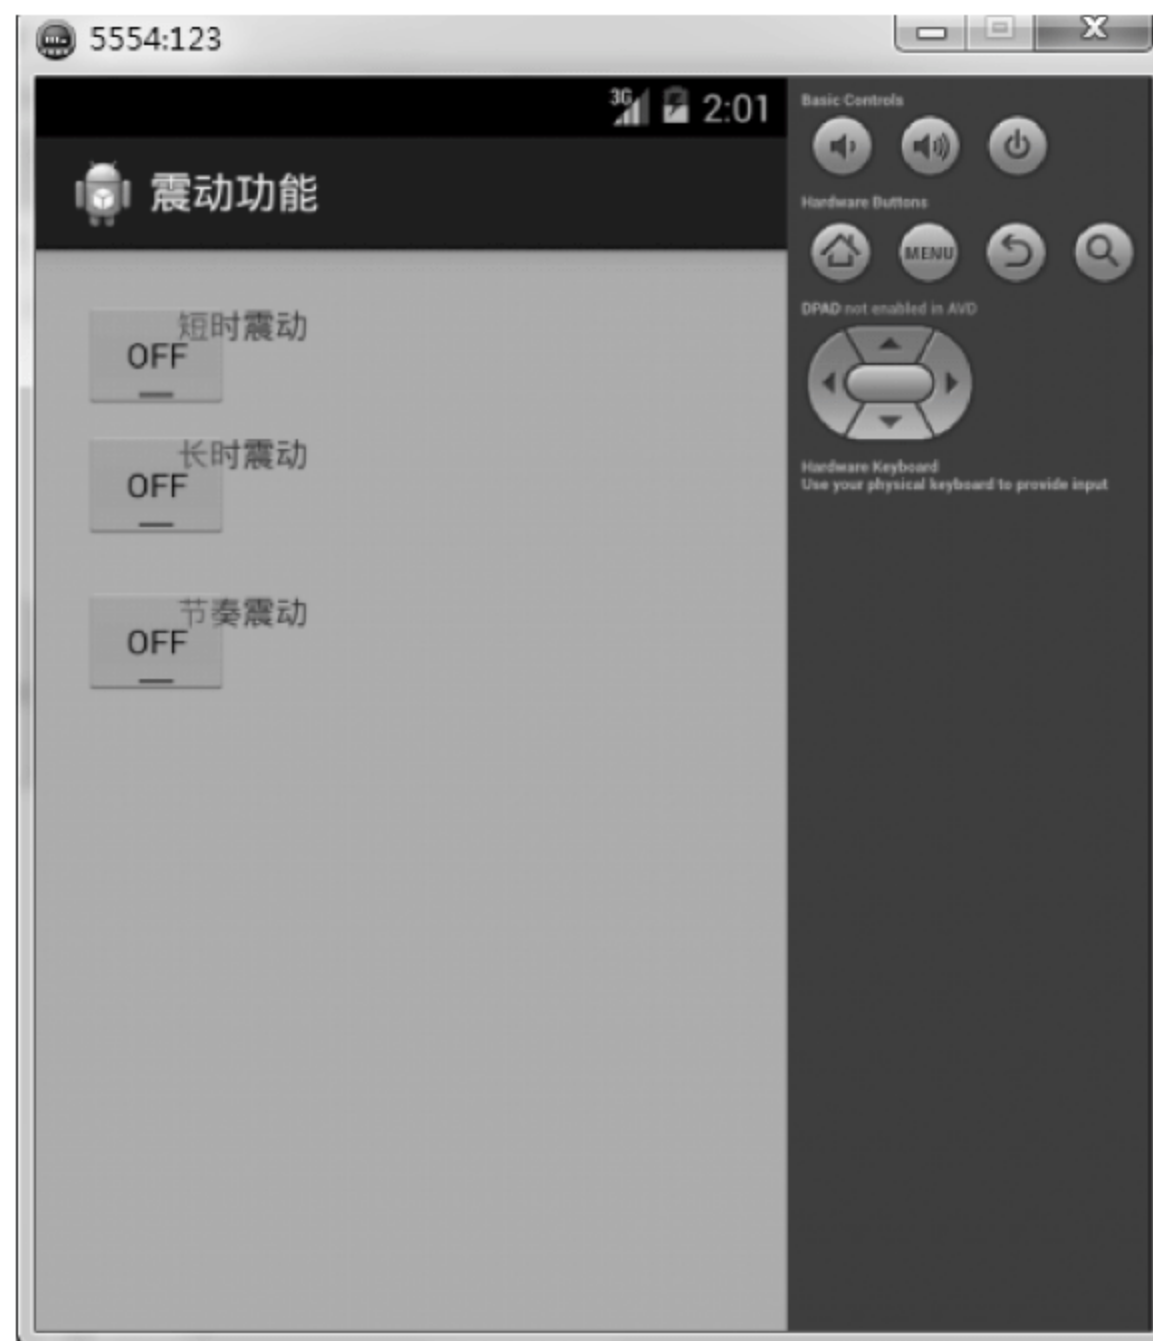 5554:123
3G 2:01
Basic Controls
震动功能
Hardware Buttons
MENU
DPAD not enabled in AVD
短时震动
OFF
长时震动
OFF
Hardware Keyboard
Use your physical keyboard to provide input
节奏震动
OFF